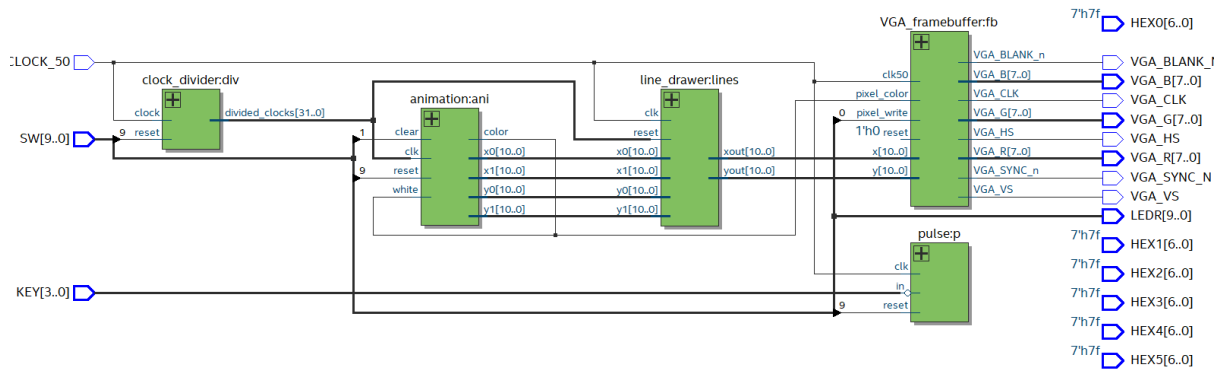 CLOCK_50
SW[9..0]
KEY[3..0]
clock_divider:div
clock
9 reset
divided_clocks[31..0]
animation:ani
1 clear
clk
9 reset
white
color
x0[10..0]
x1[10..0]
y0[10..0]
y1[10..0]
line_drawer:lines
clk
reset
x0[10..0]
x1[10..0]
y0[10..0]
y1[10..0]
xout[10..0]
yout[10..0]
VGA_framebuffer:fb
clk50
pixel_color
0 pixel_write
1'h0 reset
x[10..0]
y[10..0]
VGA_BLANK_n
VGA_B[7..0]
VGA_CLK
VGA_G[7..0]
VGA_HS
VGA_R[7..0]
VGA_SYNC_n
VGA_VS
pulse:p
clk
in
9 reset
7'h7f HEX0[6..0]
VGA_BLANK_N
VGA_B[7..0]
VGA_CLK
VGA_G[7..0]
VGA_HS
VGA_R[7..0]
VGA_SYNC_N
VGA_VS
LEDR[9..0]
7'h7f HEX1[6..0]
7'h7f HEX2[6..0]
7'h7f HEX3[6..0]
7'h7f HEX4[6..0]
7'h7f HEX5[6..0]